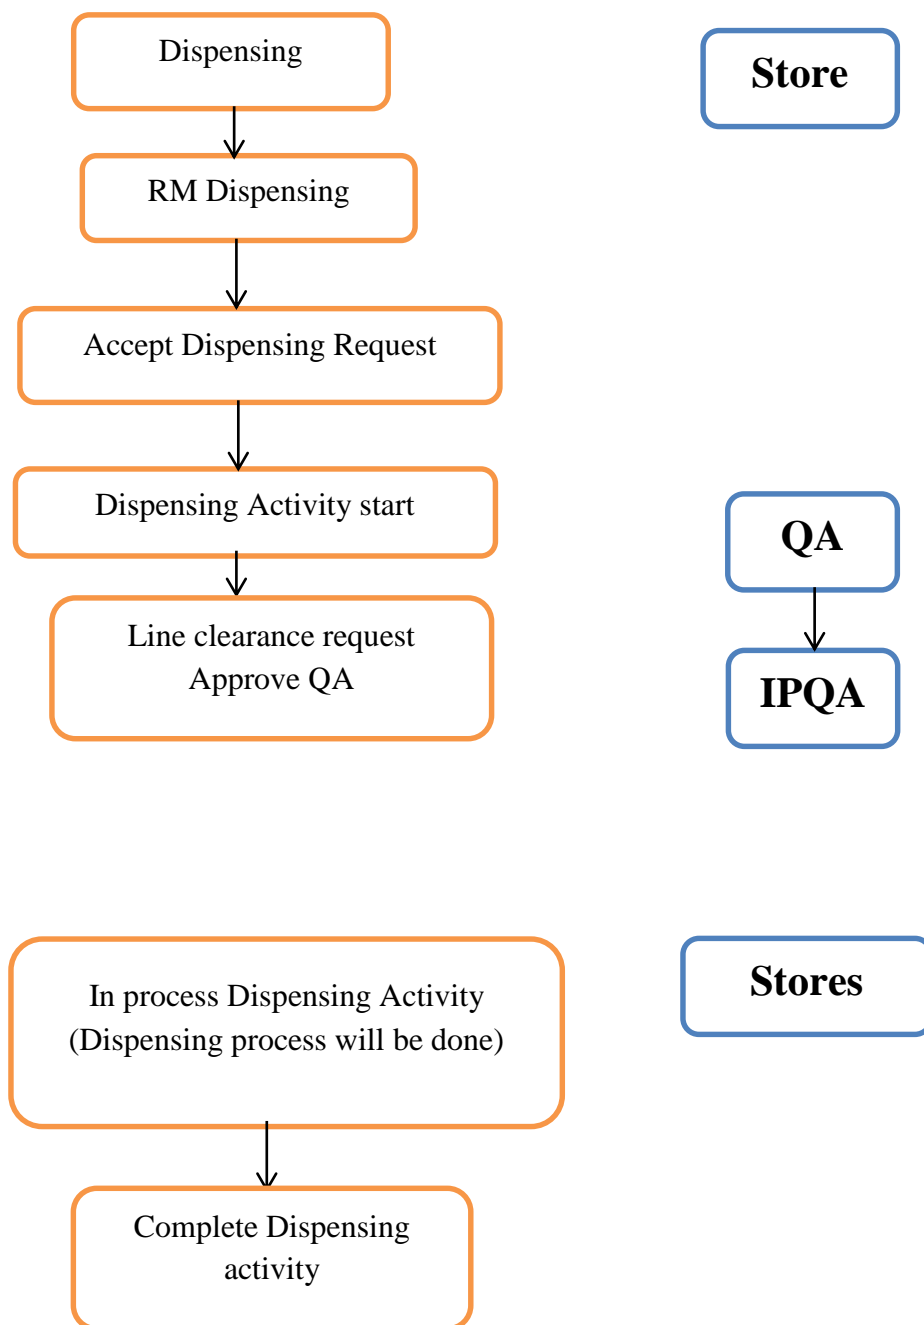 Dispensing
Store
RM Dispensing
Accept Dispensing Request
Dispensing Activity start
QA
Line clearance request
Approve QA
IPQA
In process Dispensing Activity
(Dispensing process will be done)
Stores
Complete Dispensing
activity